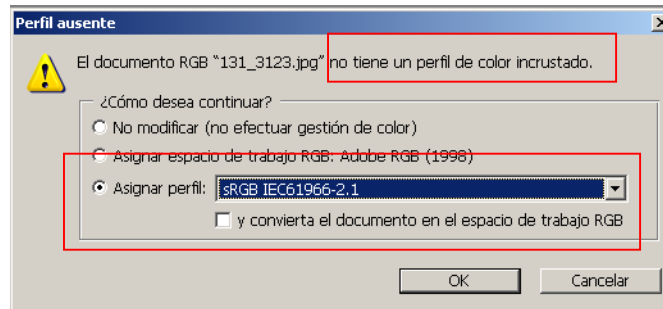 Perfil ausente
El documento RGB "131_3123.jpg" no tiene un perfil de color incrustado.
¿Cómo desea continuar?
No modificar (no efectuar gestión de color)
Asignar espacio de trabajo RGB: Adobe RGB (1998)
Asignar perfil: sRGB IEC61966-2.1
y convierta el documento en el espacio de trabajo RGB
OK Cancelar